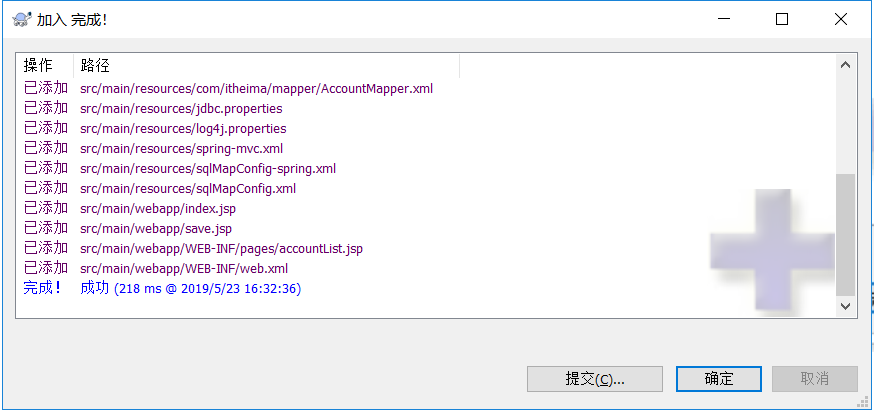 加入 完成！
操作 路径
已添加 src/main/resources/com/itheima/mapper/AccountMapper.xml
已添加 src/main/resources/jdbc.properties
已添加 src/main/resources/log4j.properties
已添加 src/main/resources/spring-mvc.xml
已添加 src/main/resources/sqlMapConfig-spring.xml
已添加 src/main/resources/sqlMapConfig.xml
已添加 src/main/webapp/index.jsp
已添加 src/main/webapp/save.jsp
已添加 src/main/webapp/WEB-INF/pages/accountList.jsp
已添加 src/main/webapp/WEB-INF/web.xml
完成！ 成功 (218 ms @ 2019/5/23 16:32:36)
提交(C)... 确定 取消